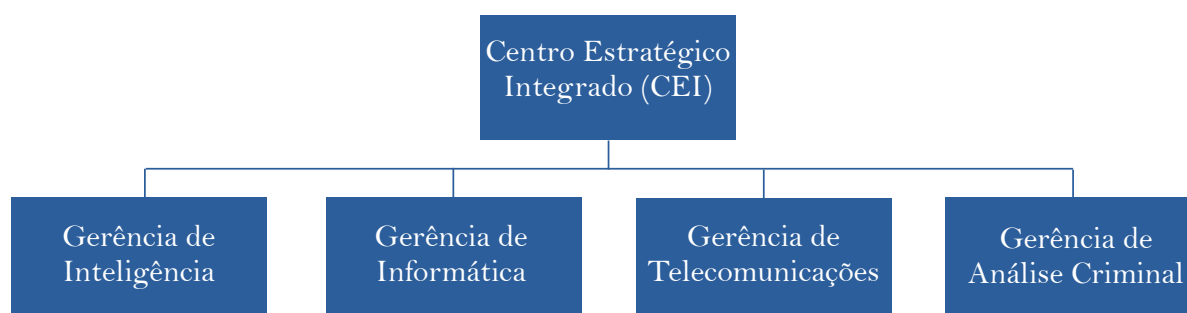 Centro Estratégico
Integrado (CEI)
Gerência de
Inteligência
Gerência de
Informática
Gerência de
Telecomunicações
Gerência de
Análise Criminal